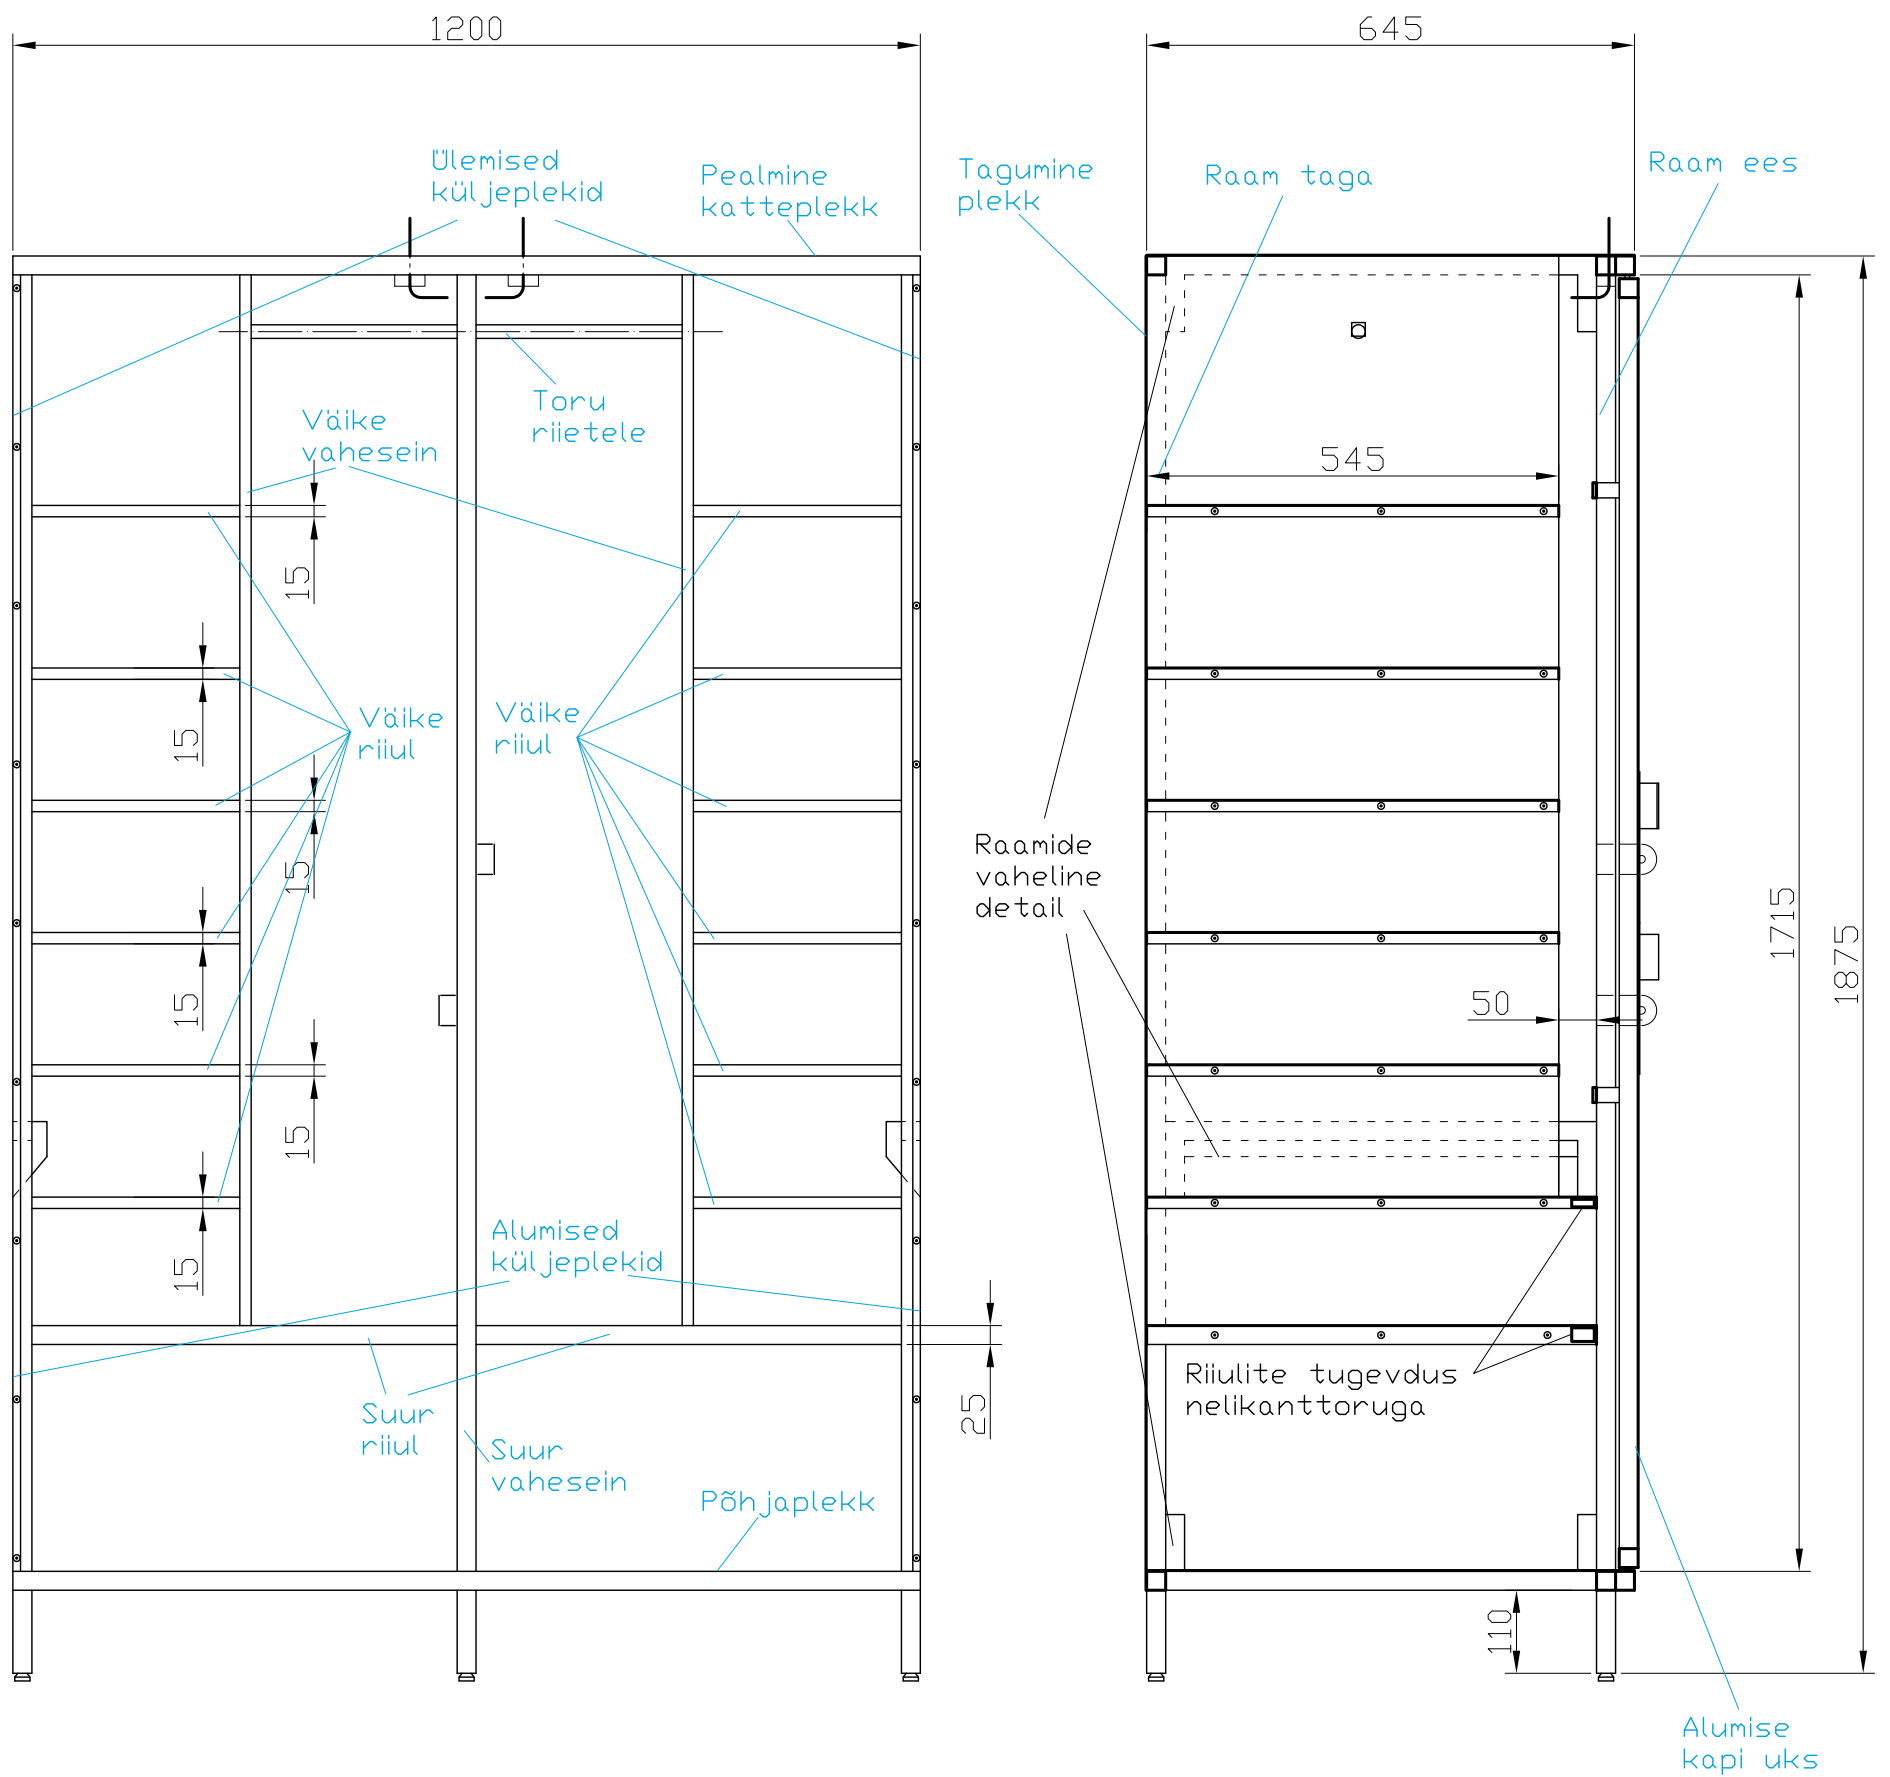 1200
645
Ülemised
küljeplekid
Pealmine
katteplekk
Tagumine
plekk
Raam taga
Raam ees
Toru
riietele
Väike
vahesein
545
15
Väike
riiul
Väike
riiul
15
15
Raamide
vaheline
detail
1715
1875
15
50
15
Alumised
küljeplekid
15
25
Riiulite tugevdus
nelikanttoruga
Suur
riiul
Suur
vahesein
Põhjaplekk
110
Alumise
kapi uks